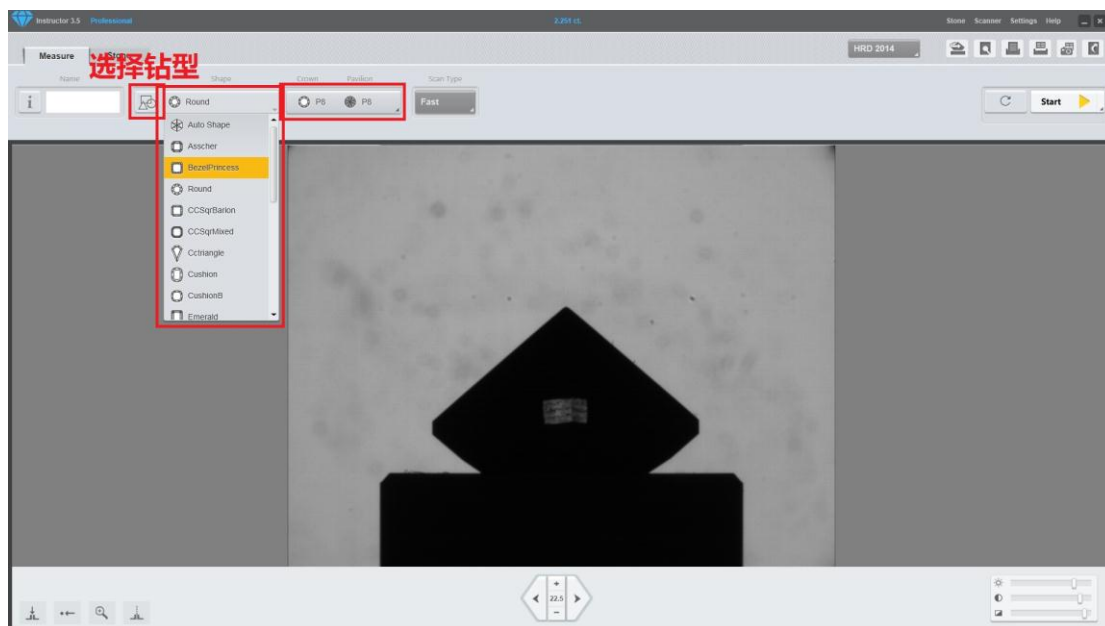 Instructor 3.5 Professional
2.251 ct.
Stone Scanner Settings Help
Measure
选择钻型
HRD 2014
Name
Shape
Crown
Pavilion
Scan Type
i
Round
P8
P8
Fast
Start
Auto Shape
Asscher
BezelPrincess
Round
CCSqrBarion
CCSqrMixed
Cctriangle
Cushion
CushionB
Emerald
+
22.5
-